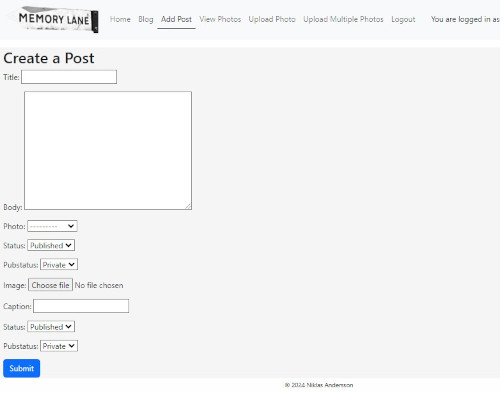 MEMORY LANE Home Blog Add Post View Photos Upload Photo Upload Multiple Photos Logout You are logged in as
Create a Post
Title:
Body:
Photo: ---------
Status: Published
Pubstatus: Private
Image: Choose file No file chosen
Caption:
Status: Published
Pubstatus: Private
Submit
© 2024 Niklas Andersson